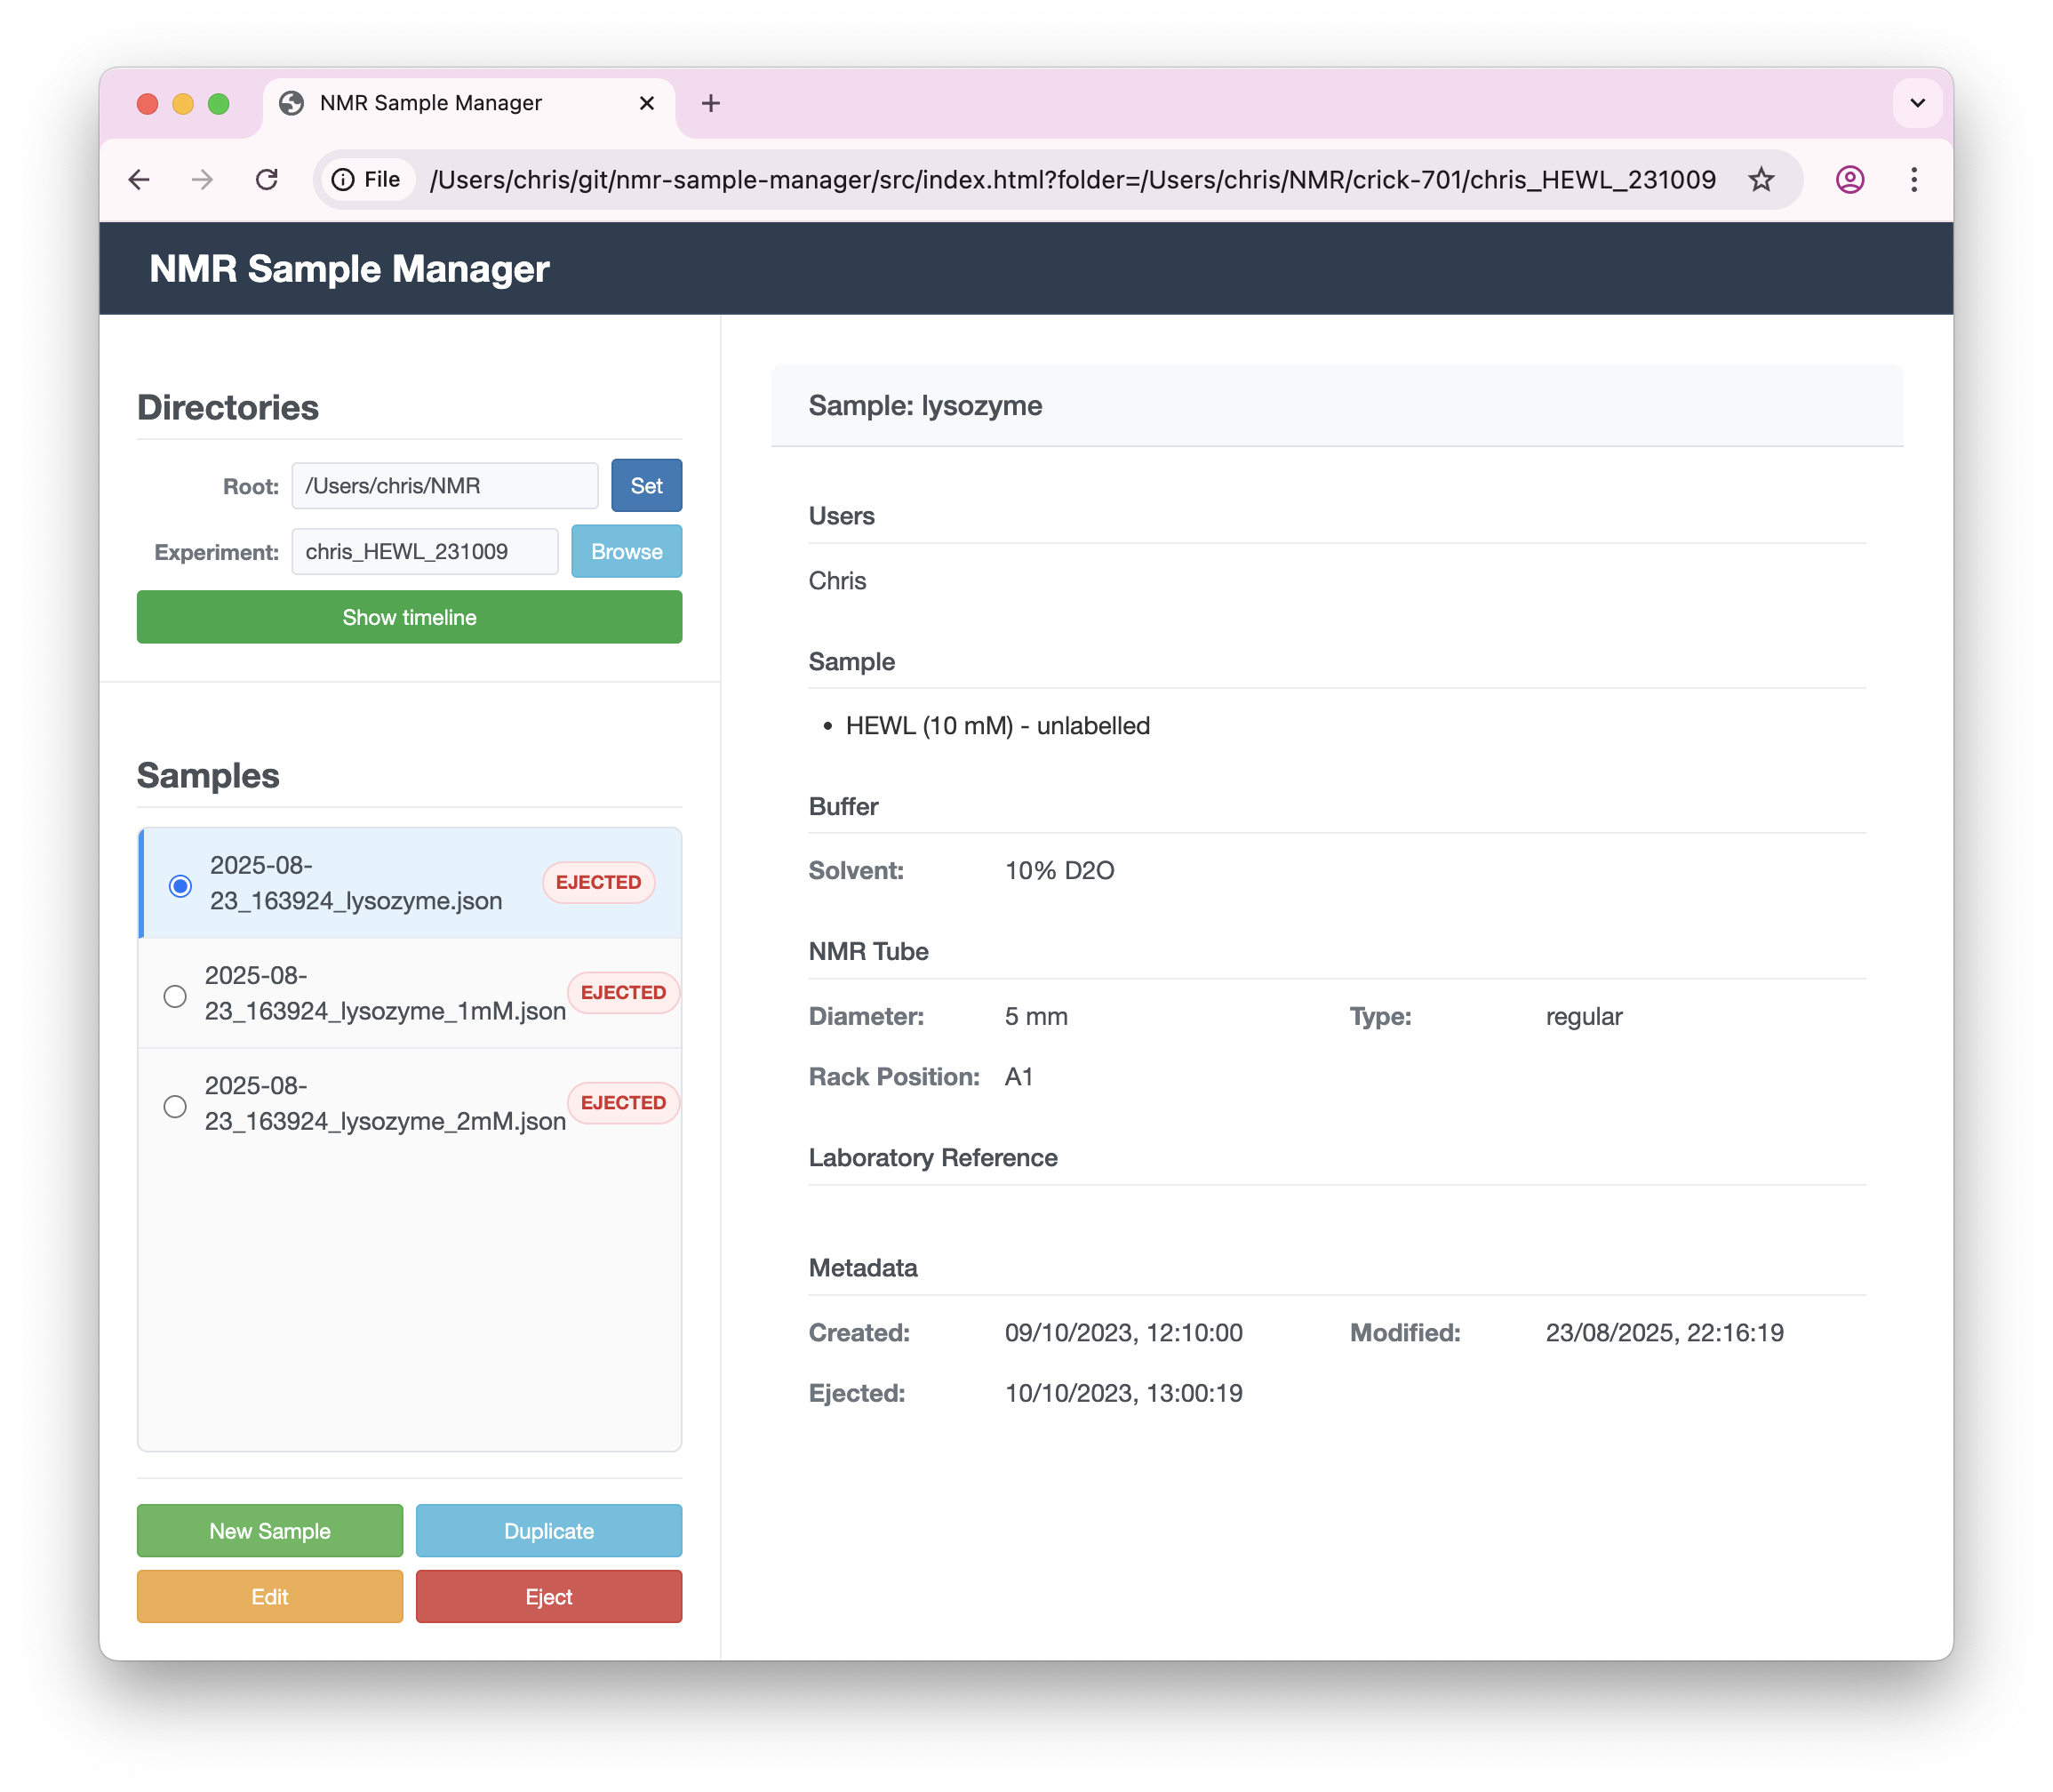 NMR Sample Manager
File /Users/chris/git/nmr-sample-manager/src/index.html?folder=/Users/chris/NMR/crick-701/chris_HEWL_231009
NMR Sample Manager
Directories
Root: /Users/chris/NMR Set
Experiment: chris_HEWL_231009 Browse
Show timeline
Samples
2025-08-
23_163924_lysozyme.json
EJECTED
2025-08-
23_163924_lysozyme_1mM.json
EJECTED
2025-08-
23_163924_lysozyme_2mM.json
EJECTED
New Sample Duplicate
Edit Eject
Sample: lysozyme
Users
Chris
Sample
• HEWL (10 mM) - unlabelled
Buffer
Solvent: 10% D2O
NMR Tube
Diameter: 5 mm Type: regular
Rack Position: A1
Laboratory Reference
Metadata
Created: 09/10/2023, 12:10:00 Modified: 23/08/2025, 22:16:19
Ejected: 10/10/2023, 13:00:19